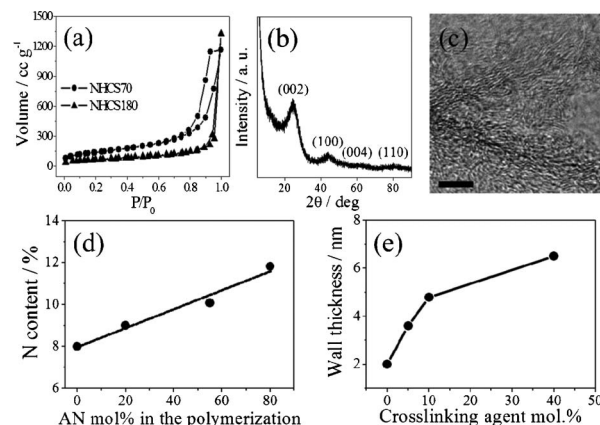 (a)
1500
1200
900
600
300
0
Volume / cc g⁻¹
NHCS70
NHCS180
0.0 0.2 0.4 0.6 0.8 1.0
P/P₀
(b)
Intensity / a. u.
(002)
(100)
(004)
(110)
20 40 60 80
2θ / deg
(c)
(d)
14
12
10
8
6
4
N content / %
0 20 40 60 80
AN mol% in the polymerization
(e)
8
6
4
2
Wall thickness / nm
0 10 20 30 40 50
Crosslinking agent mol.%